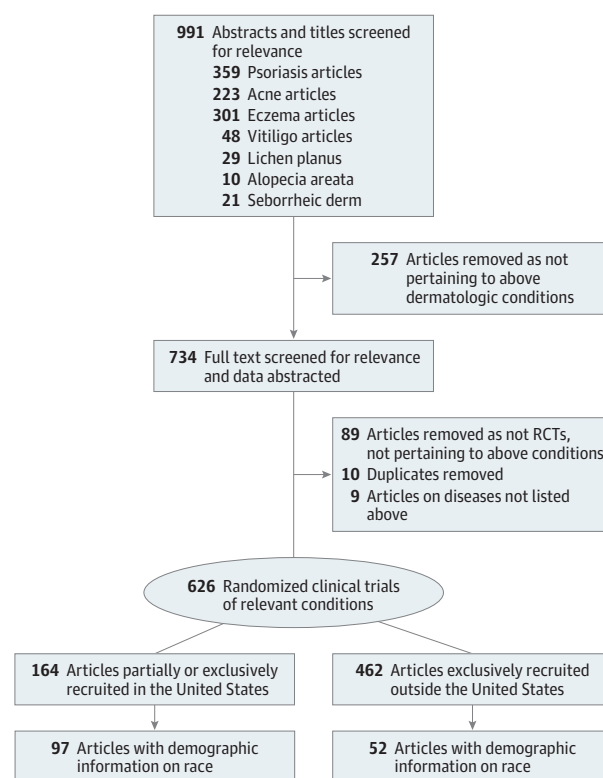 991 Abstracts and titles screened
for relevance
359 Psoriasis articles
223 Acne articles
301 Eczema articles
48 Vitiligo articles
29 Lichen planus
10 Alopecia areata
21 Seborrheic derm
257 Articles removed as not
pertaining to above
dermatologic conditions
734 Full text screened for relevance
and data abstracted
89 Articles removed as not RCTs,
not pertaining to above conditions
10 Duplicates removed
9 Articles on diseases not listed
above
626 Randomized clinical trials
of relevant conditions
164 Articles partially or exclusively
recruited in the United States
462 Articles exclusively recruited
outside the United States
97 Articles with demographic
information on race
52 Articles with demographic
information on race